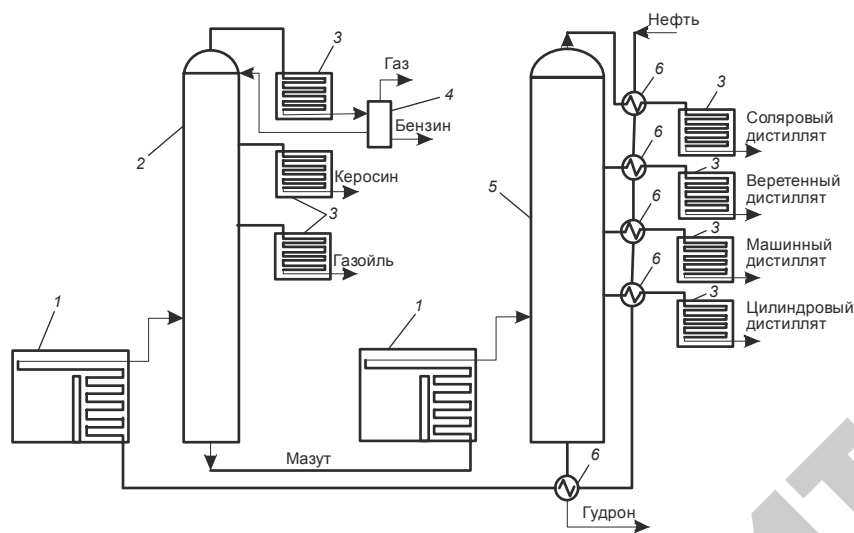 Нефть
3
6
3
Газ
4
Соляровый
дистиллят
2
Бензин
6
3
Керосин
5
Веретенный
дистиллят
3
6
3
Газойль
Машинный
дистиллят
6
3
1
1
Цилиндровый
дистиллят
Мазут
6
Гудрон